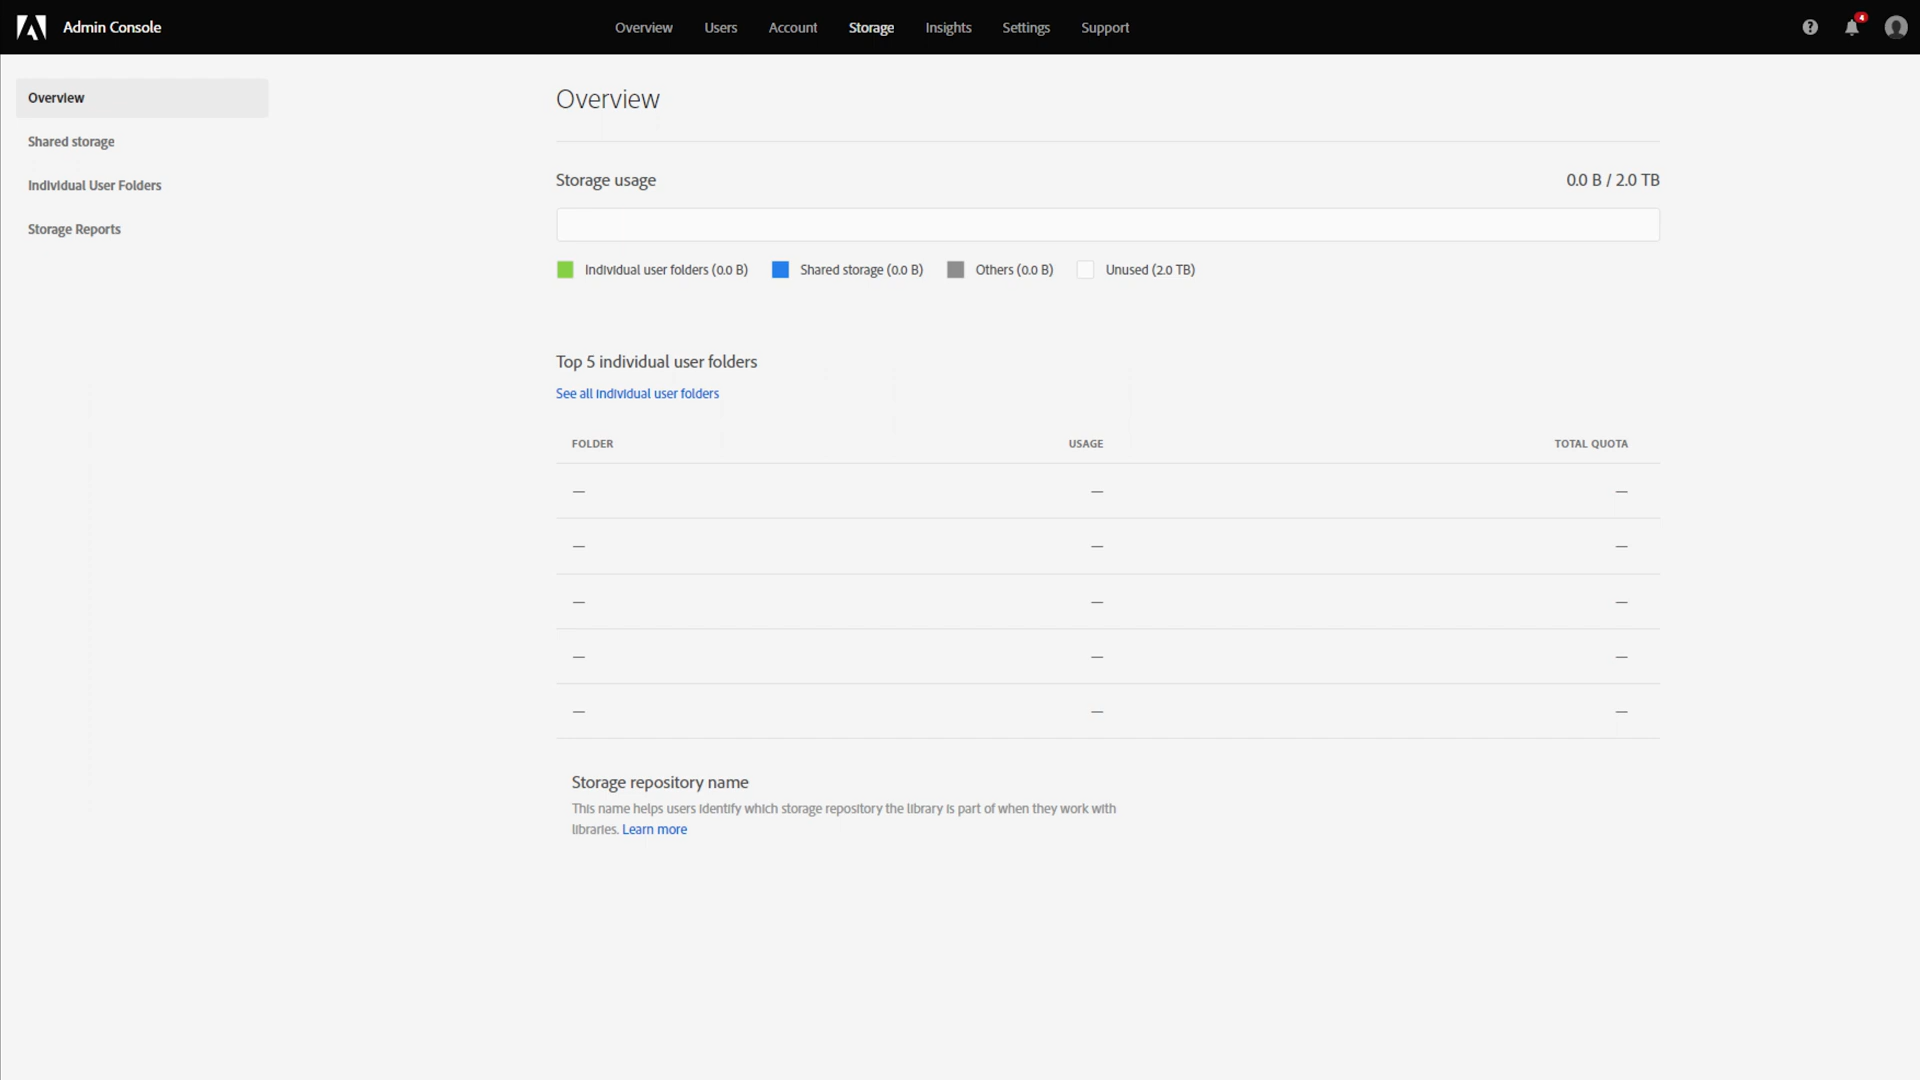 Admin Console
Overview
Users
Account
Storage
Insights
Settings
Support
4
Overview
Shared storage
Individual User Folders
Storage Reports
Overview
Storage usage
0.0 B / 2.0 TB
Individual user folders (0.0 B)
Shared storage (0.0 B)
Others (0.0 B)
Unused (2.0 TB)
Top 5 individual user folders
See all individual user folders
FOLDER
USAGE
TOTAL QUOTA
— — —
— — —
— — —
— — —
— — —
Storage repository name
This name helps users identify which storage repository the library is part of when they work with
libraries. Learn more